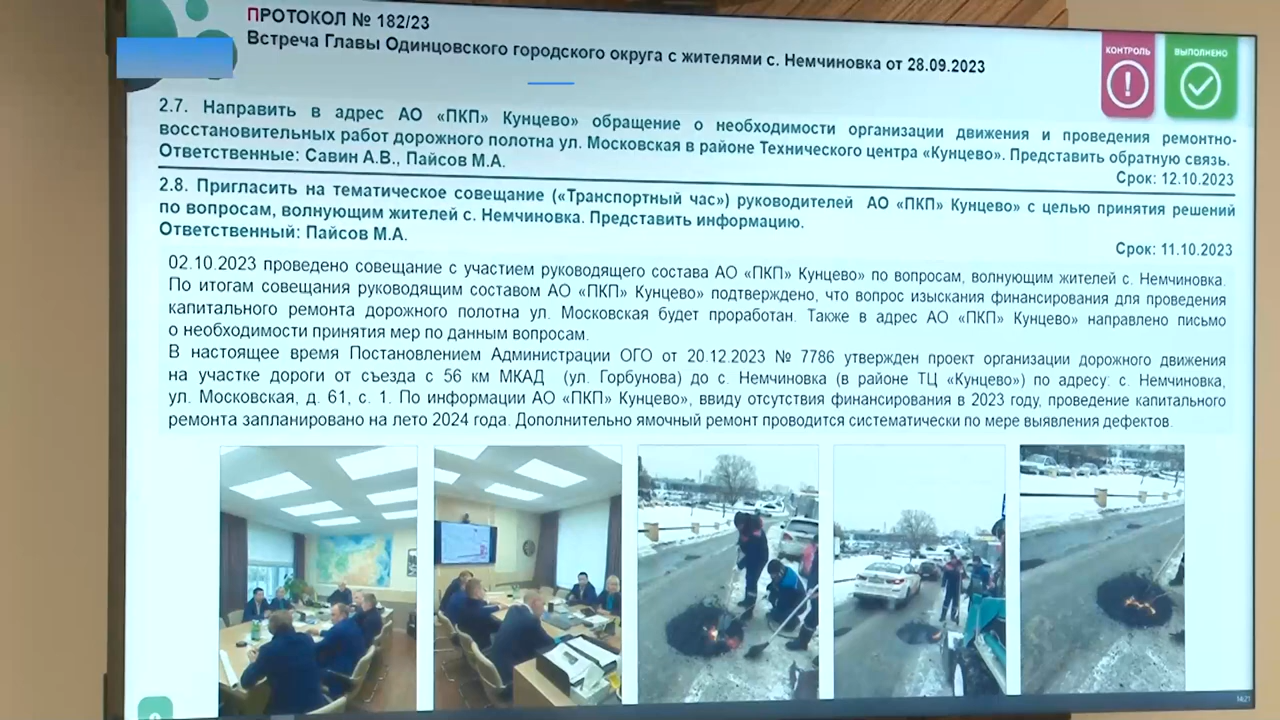 ПРОТОКОЛ № 182/23
Встреча Главы Одинцовского городского округа с жителями с. Немчиновка от 28.09.2023
КОНТРОЛЬ
ВЫПОЛНЕНО
2.7. Направить в адрес АО «ПКП» Кунцево» обращение о необходимости организации движения и проведения ремонтно-
восстановительных работ дорожного полотна ул. Московская в районе Технического центра «Кунцево». Представить обратную связь.
Ответственные: Савин А.В., Пайсов М.А.
Срок: 12.10.2023
2.8. Пригласить на тематическое совещание («Транспортный час») руководителей АО «ПКП» Кунцево» с целью принятия решений
по вопросам, волнующим жителей с. Немчиновка. Представить информацию.
Ответственный: Пайсов М.А.
Срок: 11.10.2023
02.10.2023 проведено совещание с участием руководящего состава АО «ПКП» Кунцево» по вопросам, волнующим жителей с. Немчиновка.
По итогам совещания руководящим составом АО «ПКП» Кунцево» подтверждено, что вопрос изыскания финансирования для проведения
капитального ремонта дорожного полотна ул. Московская будет проработан. Также в адрес АО «ПКП» Кунцево» направлено письмо
о необходимости принятия мер по данным вопросам.
В настоящее время Постановлением Администрации ОГО от 20.12.2023 № 7786 утвержден проект организации дорожного движения
на участке дороги от съезда с 56 км МКАД (ул. Горбунова) до с. Немчиновка (в районе ТЦ «Кунцево») по адресу: с. Немчиновка,
ул. Московская, д. 61, с. 1. По информации АО «ПКП» Кунцево», ввиду отсутствия финансирования в 2023 году, проведение капитального
ремонта запланировано на лето 2024 года. Дополнительно ямочный ремонт проводится систематически по мере выявления дефектов.
14:21